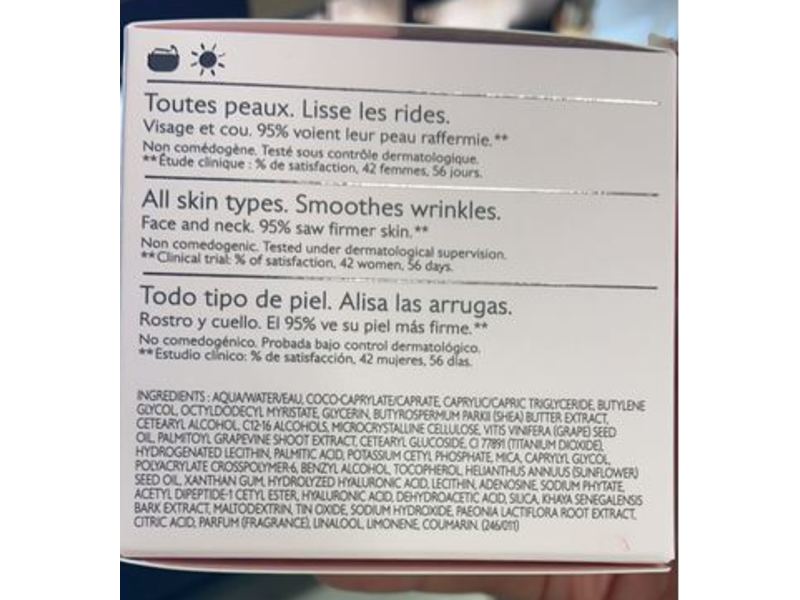 Toutes peaux. Lisse les rides.
Visage et cou. 95% voient leur peau raffermie.**
Non comédogène. Testé sous contrôle dermatologique.
**Étude clinique : % de satisfaction, 42 femmes, 56 jours.
All skin types. Smoothes wrinkles.
Face and neck. 95% saw firmer skin.**
Non comedogenic. Tested under dermatological supervision.
**Clinical trial: % of satisfaction, 42 women, 56 days.
Todo tipo de piel. Alisa las arrugas.
Rostro y cuello. El 95% ve su piel más firme.**
No comedogénico. Probada bajo control dermatológico.
**Estudio clínico: % de satisfacción, 42 mujeres, 56 días.
INGREDIENTS : AQUA/WATER/EAU, COCO-CAPRYLATE/CAPRATE, CAPRYLIC/CAPRIC TRIGLYCERIDE, BUTYLENE
GLYCOL, OCTYLDODECYL MYRISTATE, GLYCERIN, BUTYROSPERMUM PARKII (SHEA) BUTTER EXTRACT,
CETEARYL ALCOHOL, C12-16 ALCOHOLS, MICROCRYSTALLINE CELLULOSE, VITIS VINIFERA (GRAPE) SEED
OIL, PALMITOYL GRAPEVINE SHOOT EXTRACT, CETEARYL GLUCOSIDE, CI 77891 (TITANIUM DIOXIDE),
HYDROGENATED LECITHIN, PALMITIC ACID, POTASSIUM CETYL PHOSPHATE, MICA, CAPRYLYL GLYCOL,
POLYACRYLATE CROSSPOLYMER-6, BENZYL ALCOHOL, TOCOPHEROL, HELIANTHUS ANNUUS (SUNFLOWER)
SEED OIL, XANTHAN GUM, HYDROLYZED HYALURONIC ACID, LECITHIN, ADENOSINE, SODIUM PHYTATE,
ACETYL DIPEPTIDE-1 CETYL ESTER, HYALURONIC ACID, DEHYDROACETIC ACID, SILICA, KHAYA SENEGALENSIS
BARK EXTRACT, MALTODEXTRIN, TIN OXIDE, SODIUM HYDROXIDE, PAEONIA LACTIFLORA ROOT EXTRACT,
CITRIC ACID, PARFUM (FRAGRANCE), LINALOOL, LIMONENE, COUMARIN. (246/011)